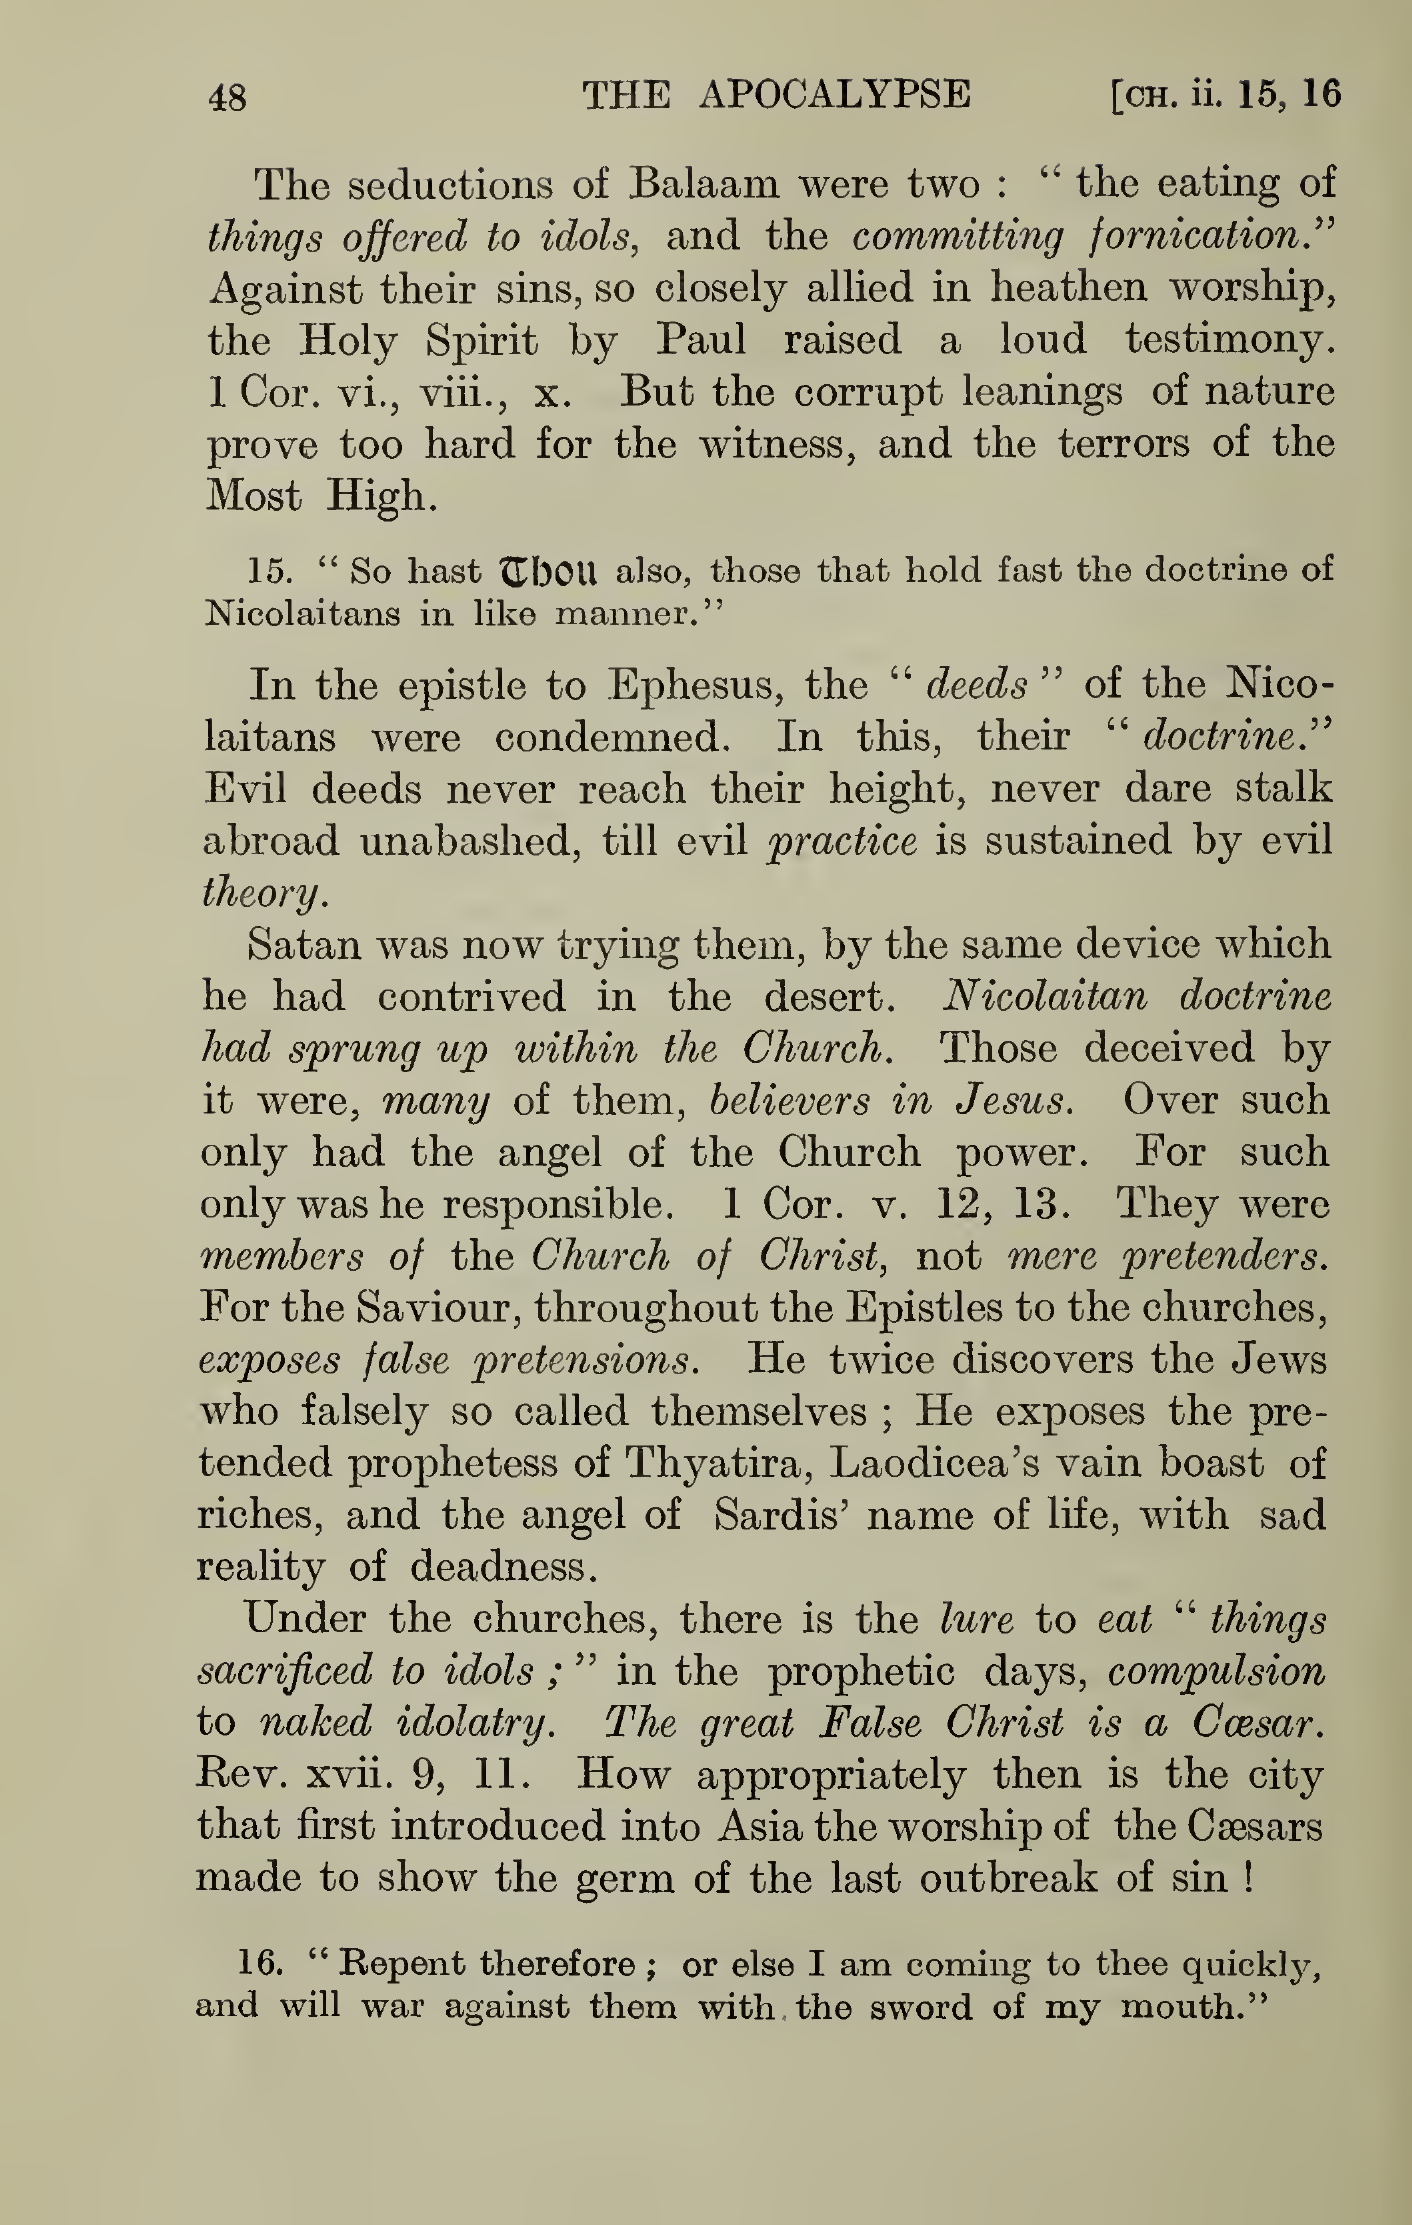 48 THE APOCALYPSE [CH. ii. 15, 16
The seductions of Balaam were two : “ the eating of
things offered to idols, and the committing fornication.”
Against their sins, so closely allied in heathen worship,
the Holy Spirit by Paul raised a loud testimony.
1 Cor. vi., viii., x. But the corrupt leanings of nature
prove too hard for the witness, and the terrors of the
Most High.
15. “ So hast Thou also, those that hold fast the doctrine of
Nicolaitans in like manner.”
In the epistle to Ephesus, the “ deeds ” of the Nico-
laitans were condemned. In this, their “ doctrine.”
Evil deeds never reach their height, never dare stalk
abroad unabashed, till evil practice is sustained by evil
theory.
Satan was now trying them, by the same device which
he had contrived in the desert. Nicolaitan doctrine
had sprung up within the Church. Those deceived by
it were, many of them, believers in Jesus. Over such
only had the angel of the Church power. For such
only was he responsible. 1 Cor. v. 12, 13. They were
members of the Church of Christ, not mere pretenders.
For the Saviour, throughout the Epistles to the churches,
exposes false pretensions. He twice discovers the Jews
who falsely so called themselves ; He exposes the pre-
tended prophetess of Thyatira, Laodicea’s vain boast of
riches, and the angel of Sardis’ name of life, with sad
reality of deadness.
Under the churches, there is the lure to eat “ things
sacrificed to idols ; ” in the prophetic days, compulsion
to naked idolatry. The great False Christ is a Cæsar.
Rev. xvii. 9, 11. How appropriately then is the city
that first introduced into Asia the worship of the Cæsars
made to show the germ of the last outbreak of sin !
16. “ Repent therefore ; or else I am coming to thee quickly,
and will war against them with the sword of my mouth.”